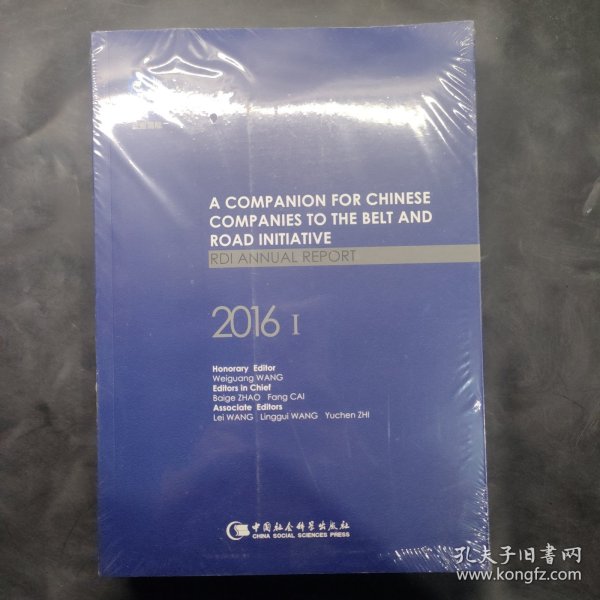 A COMPANION FOR CHINESE
COMPANIES TO THE BELT AND
ROAD INITIATIVE
RDI ANNUAL REPORT
2016 I
Honorary Editor
Weiguang WANG
Editors in Chief
Baige ZHAO Fang CAI
Associate Editors
Lei WANG Linggui WANG Yuchen ZHI
中国社会科学出版社
CHINA SOCIAL SCIENCES PRESS
孔夫子旧书网
www.kongfz.com